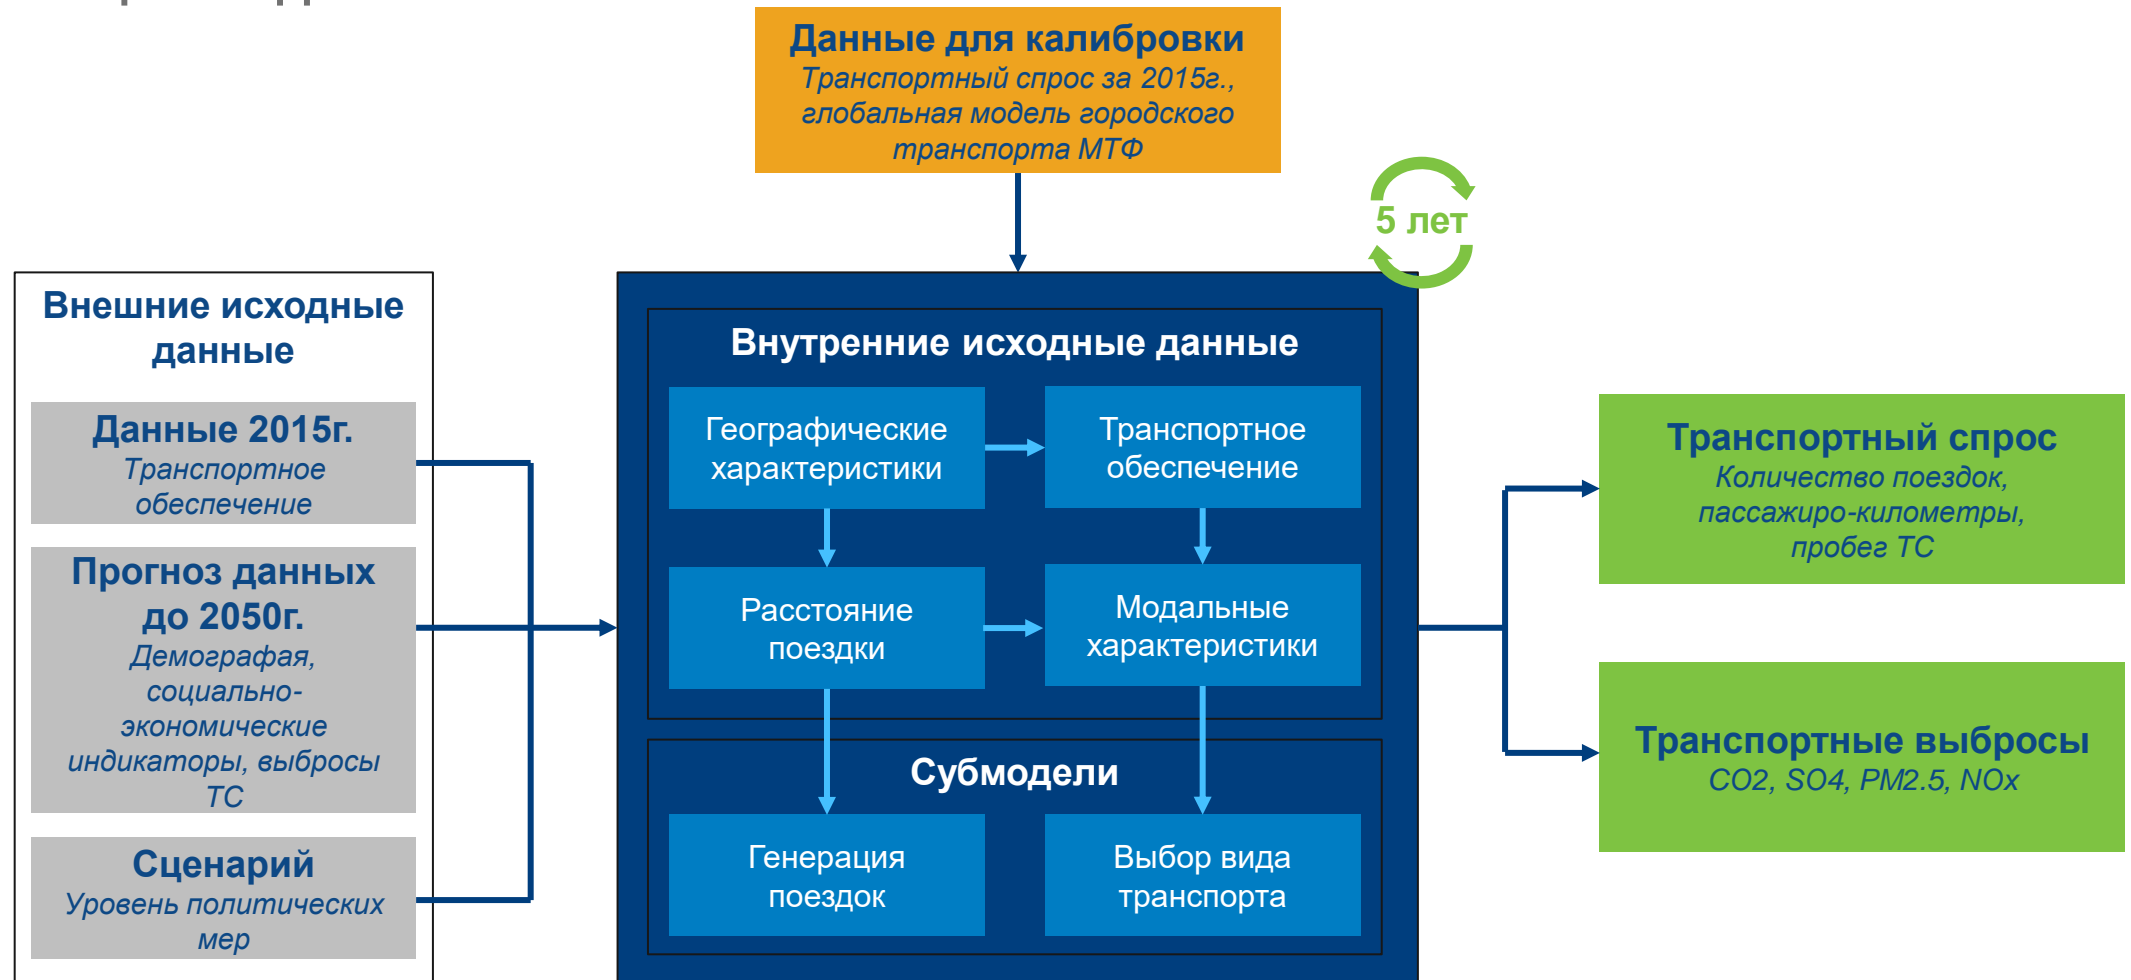 Данные для калибровки
Транспортный спрос за 2015г.,
глобальная модель городского
транспорта МТФ
5 лет
Внешние исходные
данные
Данные 2015г.
Транспортное
обеспечение
Прогноз данных
до 2050г.
Демографая,
социально-
экономические
индикаторы, выбросы
ТС
Сценарий
Уровень политических
мер
Внутренние исходные данные
Географические
характеристики
Транспортное
обеспечение
Расстояние
поездки
Модальные
характеристики
Субмодели
Генерация
поездок
Выбор вида
транспорта
Транспортный спрос
Количество поездок,
пассажиро-километры,
пробег ТС
Транспортные выбросы
CO2, SO4, PM2.5, NOx